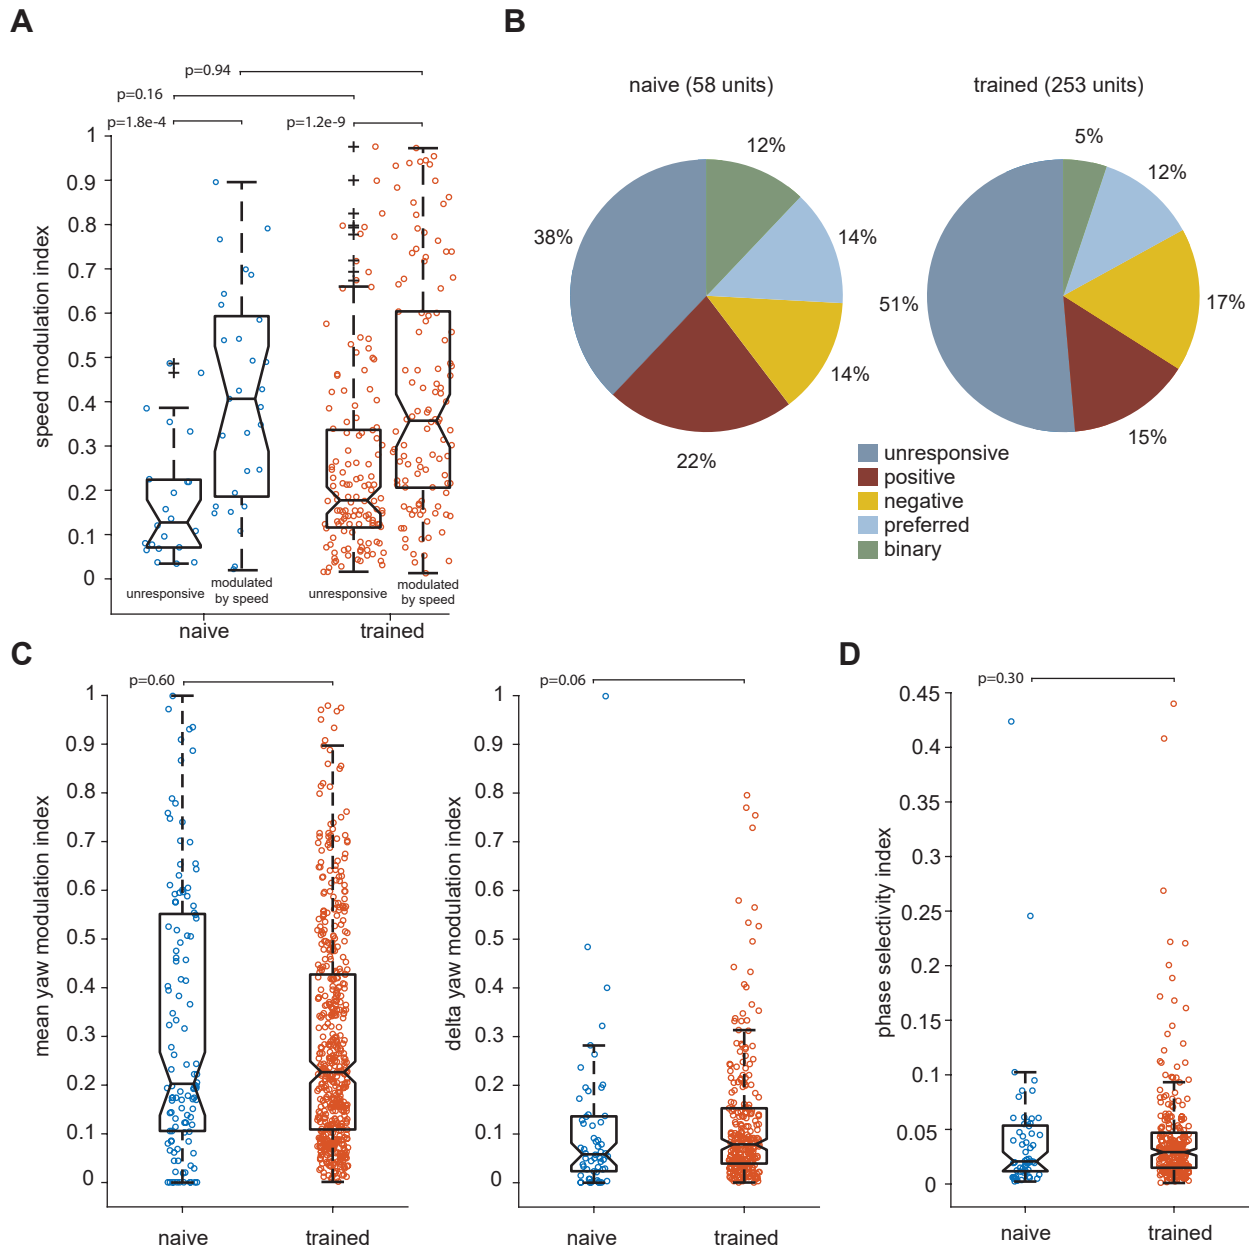 A
B
p=0.94
p=0.16
p=1.8e-4
p=1.2e-9
speed modulation index
1
0.9
0.8
0.7
0.6
0.5
0.4
0.3
0.2
0.1
0
unresponsive
modulated
by speed
unresponsive
modulated
by speed
naive
trained
naive (58 units)
12%
14%
14%
22%
38%
trained (253 units)
5%
12%
17%
15%
51%
unresponsive
positive
negative
preferred
binary
C
p=0.60
mean yaw modulation index
1
0.9
0.8
0.7
0.6
0.5
0.4
0.3
0.2
0.1
0
naive
trained
p=0.06
delta yaw modulation index
1
0.9
0.8
0.7
0.6
0.5
0.4
0.3
0.2
0.1
0
naive
trained
D
p=0.30
phase selectivity index
0.45
0.4
0.35
0.3
0.25
0.2
0.15
0.1
0.05
0
naive
trained